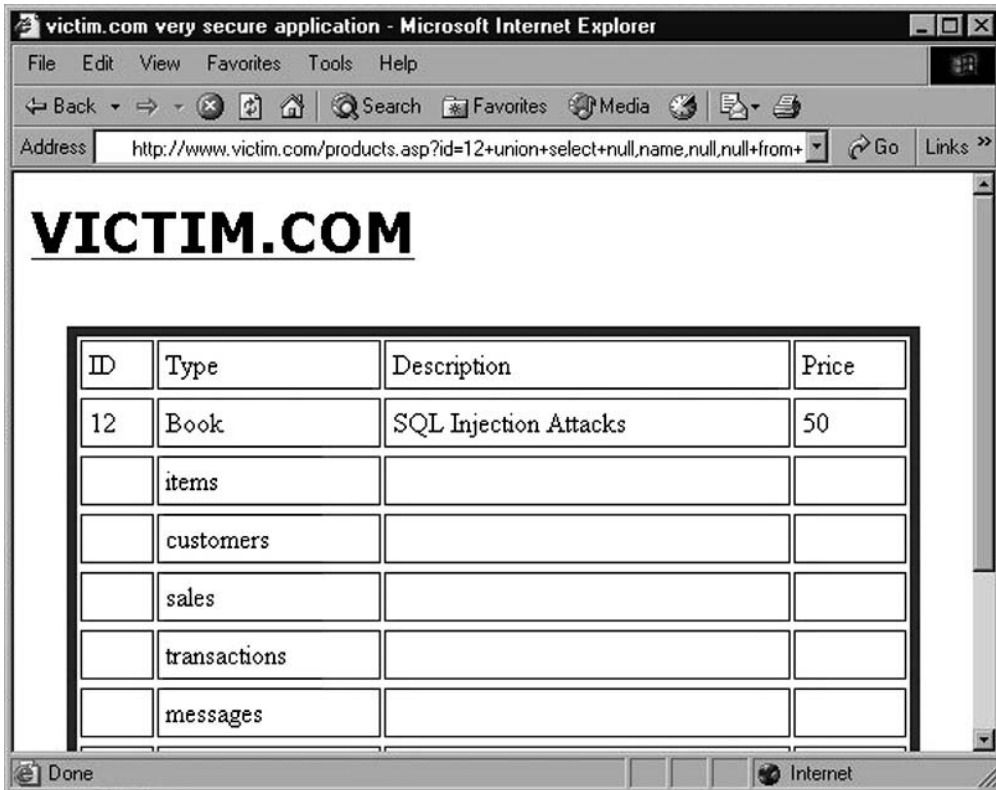 victim.com very secure application - Microsoft Internet Explorer
File Edit View Favorites Tools Help
Back Search Favorites Media
Address http://www.victim.com/products.asp?id=12+union+select+null,name,null,null+from+ Go Links »
VICTIM.COM
ID Type Description Price
12 Book SQL Injection Attacks 50
items
customers
sales
transactions
messages
Done Internet